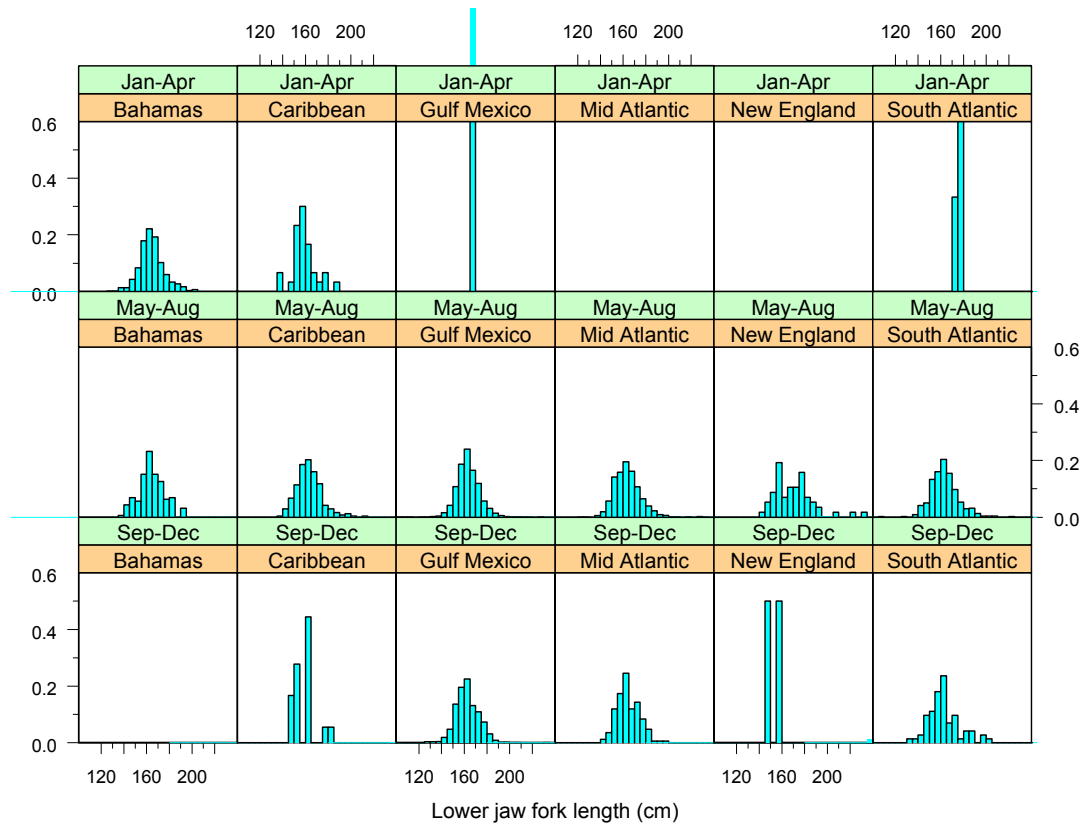 120 160 200 120 160 200 120 160 200
Jan-Apr Jan-Apr Jan-Apr Jan-Apr Jan-Apr Jan-Apr
Bahamas Caribbean Gulf Mexico Mid Atlantic New England South Atlantic
0.6
0.4
0.2
0.0
May-Aug May-Aug May-Aug May-Aug May-Aug May-Aug
Bahamas Caribbean Gulf Mexico Mid Atlantic New England South Atlantic
0.6
0.4
0.2
0.0
Sep-Dec Sep-Dec Sep-Dec Sep-Dec Sep-Dec Sep-Dec
Bahamas Caribbean Gulf Mexico Mid Atlantic New England South Atlantic
0.6
0.4
0.2
0.0
120 160 200 120 160 200 120 160 200
Lower jaw fork length (cm)